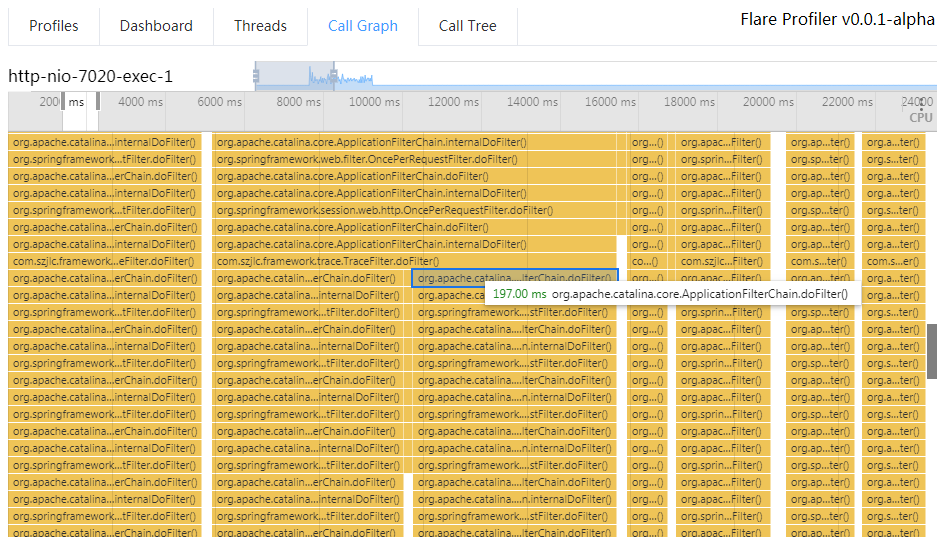 Profiles Dashboard Threads Call Graph Call Tree Flare Profiler v0.0.1-alpha
http-nio-7020-exec-1
200 ms 4000 ms 6000 ms 8000 ms 10000 ms 12000 ms 14000 ms 16000 ms 18000 ms 20000 ms 22000 ms 24000
CPU
org.apache.catalina...internalDoFilter() org.apache.catalina.core.ApplicationFilterChain.internalDoFilter() org...() org.apac...Filter() org.ap...ter() org.a...ter()
org.springframework...tFilter.doFilter() org.springframework.web.filter.OncePerRequestFilter.doFilter() org...() org.sprin...Filter() org.sp...ter() org.s...ter()
org.apache.catalina...erChain.doFilter() org.apache.catalina.core.ApplicationFilterChain.doFilter() org...() org.apac...Filter() org.ap...ter() org.a...ter()
org.apache.catalina...internalDoFilter() org.apache.catalina.core.ApplicationFilterChain.internalDoFilter() org...() org.apac...Filter() org.ap...ter() org.a...ter()
org.springframework...tFilter.doFilter() org.springframework.session.web.http.OncePerRequestFilter.doFilter() org...() org.sprin...Filter() org.sp...ter() org.s...ter()
org.apache.catalina...erChain.doFilter() org.apache.catalina.core.ApplicationFilterChain.doFilter() org...() org.apac...Filter() org.ap...ter() org.a...ter()
org.apache.catalina...internalDoFilter() org.apache.catalina.core.ApplicationFilterChain.internalDoFilter() org...() org.apac...Filter() org.ap...ter() org.a...ter()
com.szjlc.framework...eFilter.doFilter() com.szjlc.framework.trace.TraceFilter.doFilter() co...() com.szjlc...Filter() com.s...ter() com.s...er()
org.apache.catalina...erChain.doFilter() org.apache.catalin...erChain.doFilter() org.apache.catalina....lterChain.doFilter() org...() org.apac...Filter() org.ap...ter() org.a...ter()
org.apache.catalina...internalDoFilter() org.apache.catalin...internalDoFilter() org.apache.catalina
197.00 ms org.apache.catalina.core.ApplicationFilterChain.doFilter()
org.springframework...tFilter.doFilter() org.springframework...tFilter.doFilter() org.springframework....stFilter.doFilter() org...() org.sprin...Filter() org.sp...ter() org.s...ter()
org.apache.catalina...erChain.doFilter() org.apache.catalin...erChain.doFilter() org.apache.catalina....lterChain.doFilter() org...() org.apac...Filter() org.ap...ter() org.a...ter()
org.apache.catalina...internalDoFilter() org.apache.catalin...internalDoFilter() org.apache.catalina....n.internalDoFilter() org...() org.apac...Filter() org.ap...ter() org.a...ter()
org.springframework...tFilter.doFilter() org.springframework...tFilter.doFilter() org.springframework....stFilter.doFilter() org...() org.sprin...Filter() org.sp...ter() org.s...ter()
org.apache.catalina...erChain.doFilter() org.apache.catalin...erChain.doFilter() org.apache.catalina....lterChain.doFilter() org...() org.apac...Filter() org.ap...ter() org.a...ter()
org.apache.catalina...internalDoFilter() org.apache.catalin...internalDoFilter() org.apache.catalina....n.internalDoFilter() org...() org.apac...Filter() org.ap...ter() org.a...ter()
org.springframework...tFilter.doFilter() org.springframework...tFilter.doFilter() org.springframework....stFilter.doFilter() org...() org.sprin...Filter() org.sp...ter() org.s...ter()
org.apache.catalina...erChain.doFilter() org.apache.catalin...erChain.doFilter() org.apache.catalina....lterChain.doFilter() org...() org.apac...Filter() org.ap...ter() org.a...ter()
org.apache.catalina...internalDoFilter() org.apache.catalin...internalDoFilter() org.apache.catalina....n.internalDoFilter() org...() org.apac...Filter() org.ap...ter() org.a...ter()
org.springframework...tFilter.doFilter() org.springframework...tFilter.doFilter() org.springframework....stFilter.doFilter() org...() org.sprin...Filter() org.sp...ter() org.s...ter()
org.apache.catalina...erChain.doFilter() org.apache.catalin...erChain.doFilter() org.apache.catalina....lterChain.doFilter() org...() org.apac...Filter() org.ap...ter() org.a...ter()
org.apache.catalina...internalDoFilter() org.apache.catalin...internalDoFilter() org.apache.catalina....n.internalDoFilter() org...() org.apac...Filter() org.ap...ter() org.a...ter()
org.springframework...tFilter.doFilter() org.springframework...tFilter.doFilter() org.springframework....stFilter.doFilter() org...() org.sprin...Filter() org.sp...ter() org.s...ter()
org.apache.catalina...erChain.doFilter() org.apache.catalin...erChain.doFilter() org.apache.catalina....lterChain.doFilter() org...() org.apac...Filter() org.ap...ter() org.a...ter()